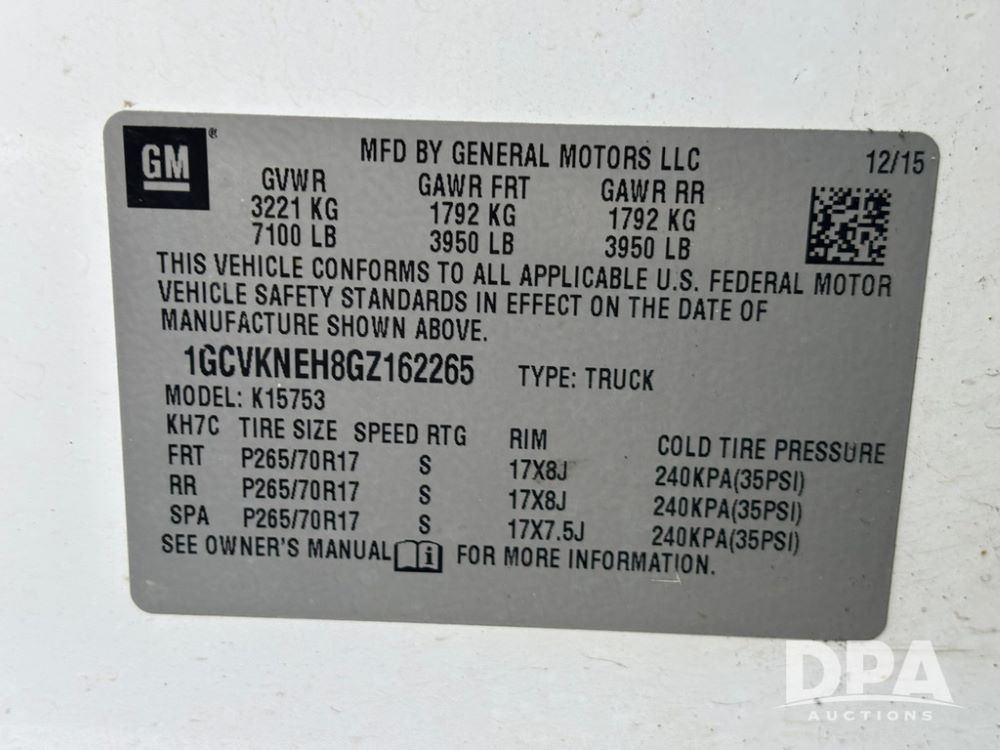 GM ®
MFD BY GENERAL MOTORS LLC 12/15
GVWR GAWR FRT GAWR RR
3221 KG 1792 KG 1792 KG
7100 LB 3950 LB 3950 LB
THIS VEHICLE CONFORMS TO ALL APPLICABLE U.S. FEDERAL MOTOR
VEHICLE SAFETY STANDARDS IN EFFECT ON THE DATE OF
MANUFACTURE SHOWN ABOVE.
1GCVKNEH8GZ162265 TYPE: TRUCK
MODEL: K15753
KH7C TIRE SIZE SPEED RTG RIM COLD TIRE PRESSURE
FRT P265/70R17 S 17X8J 240KPA(35PSI)
RR P265/70R17 S 17X8J 240KPA(35PSI)
SPA P265/70R17 S 17X7.5J 240KPA(35PSI)
SEE OWNER'S MANUAL i FOR MORE INFORMATION.
DPA
AUCTIONS